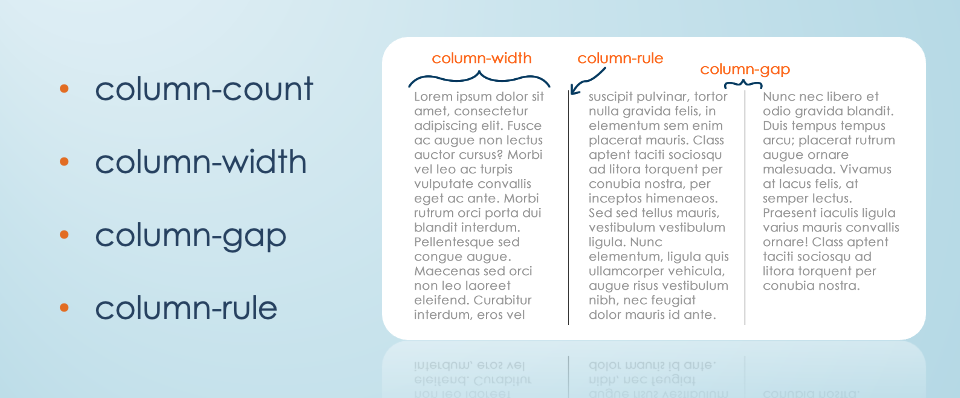 column-count
column-width
column-gap
column-rule
column-width
column-rule
column-gap
Lorem ipsum dolor sit
amet, consectetur
adipiscing elit. Fusce
ac augue non lectus
auctor cursus? Morbi
vel leo ac turpis
vulputate convallis
eget ac ante. Morbi
rutrum orci porta dui
blandit interdum.
Pellentesque sed
congue augue.
Maecenas sed orci
non leo laoreet
eleifend. Curabitur
interdum, eros vel
suscipit pulvinar, tortor
nulla gravida felis, in
elementum sem enim
placerat mauris. Class
aptent taciti sociosqu
ad litora torquent per
conubia nostra, per
inceptos himenaeos.
Sed sed tellus mauris,
vestibulum vestibulum
ligula. Nunc
elementum, ligula quis
ullamcorper vehicula,
augue risus vestibulum
nibh, nec feugiat
dolor mauris id ante.
Nunc nec libero et
odio gravida blandit.
Duis tempus tempus
arcu; placerat rutrum
augue ornare
malesuada. Vivamus
at lacus felis, at
semper lectus.
Praesent iaculis ligula
varius mauris convallis
ornare! Class aptent
taciti sociosqu ad
litora torquent per
conubia nostra.